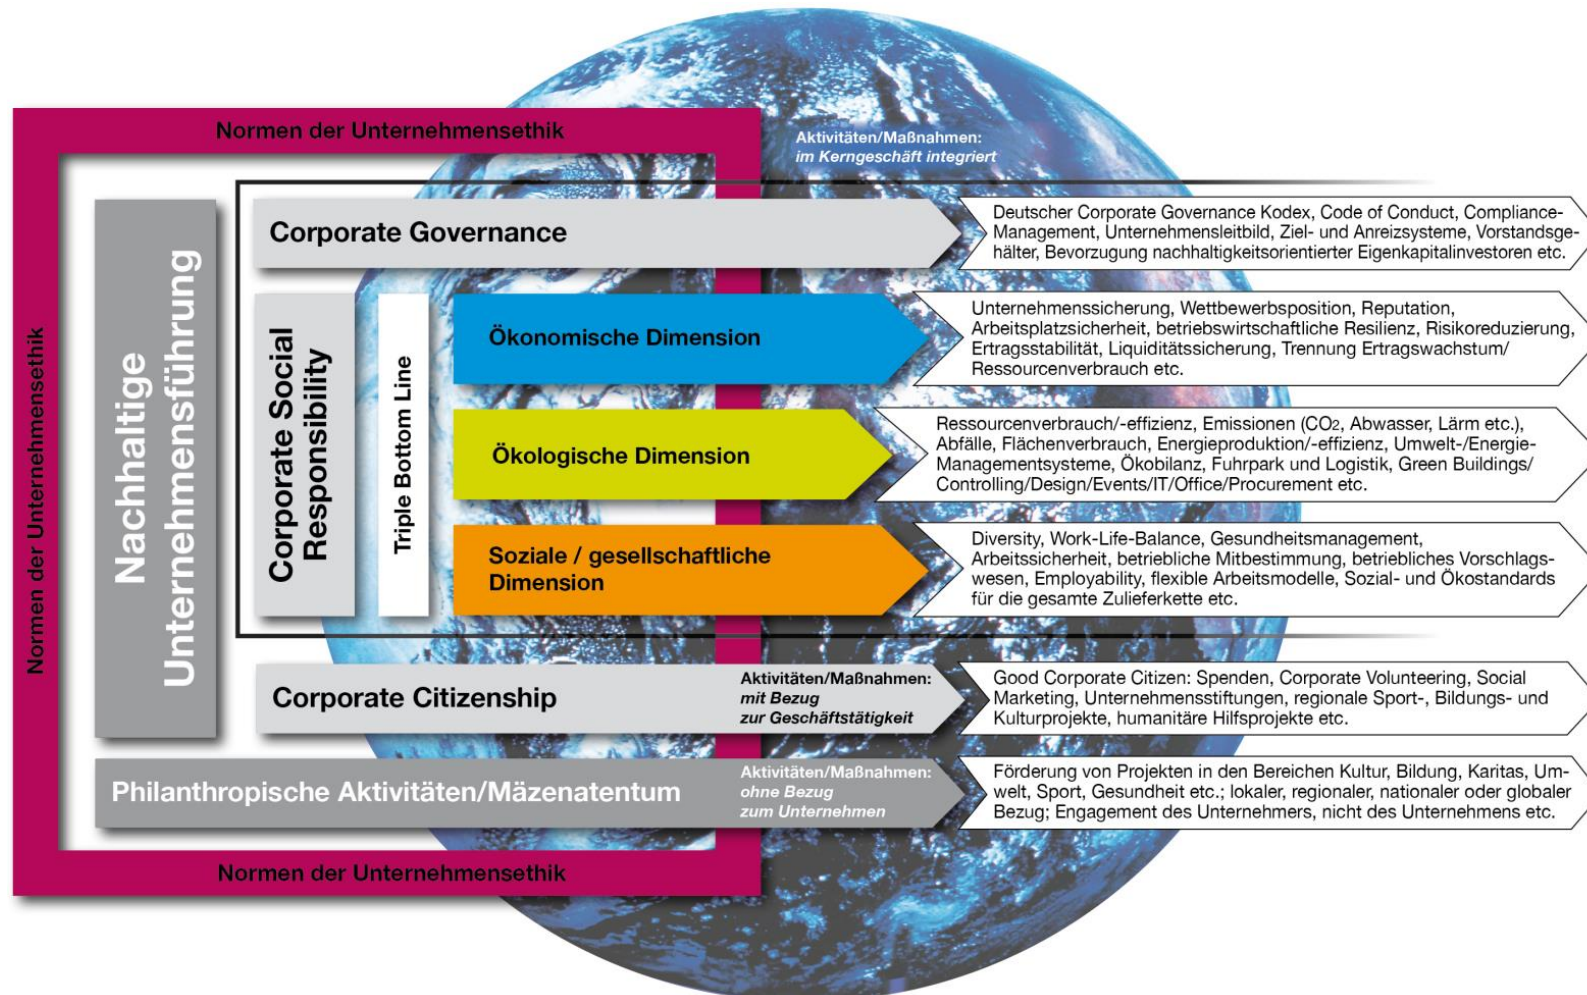 Normen der Unternehmensethik
Aktivitäten/Maßnahmen:
im Kerngeschäft integriert
Normen der Unternehmensethik
Nachhaltige
Unternehmensführung
Corporate Governance
Deutscher Corporate Governance Kodex, Code of Conduct, Compliance-
Management, Unternehmensleitbild, Ziel- und Anreizsysteme, Vorstandsge-
hälter, Bevorzugung nachhaltigkeitsorientierter Eigenkapitalinvestoren etc.
Corporate Social
Responsibility
Triple Bottom Line
Ökonomische Dimension
Unternehmenssicherung, Wettbewerbsposition, Reputation,
Arbeitsplatzsicherheit, betriebswirtschaftliche Resilienz, Risikoreduzierung,
Ertragsstabilität, Liquiditätssicherung, Trennung Ertragswachstum/
Ressourcenverbrauch etc.
Ökologische Dimension
Ressourcenverbrauch/-effizienz, Emissionen (CO2, Abwasser, Lärm etc.),
Abfälle, Flächenverbrauch, Energieproduktion/-effizienz, Umwelt-/Energie-
Managementsysteme, Ökobilanz, Fuhrpark und Logistik, Green Buildings/
Controlling/Design/Events/IT/Office/Procurement etc.
Soziale / gesellschaftliche
Dimension
Diversity, Work-Life-Balance, Gesundheitsmanagement,
Arbeitssicherheit, betriebliche Mitbestimmung, betriebliches Vorschlags-
wesen, Employability, flexible Arbeitsmodelle, Sozial- und Ökostandards
für die gesamte Zulieferkette etc.
Corporate Citizenship
Aktivitäten/Maßnahmen:
mit Bezug
zur Geschäftstätigkeit
Good Corporate Citizen: Spenden, Corporate Volunteering, Social
Marketing, Unternehmensstiftungen, regionale Sport-, Bildungs- und
Kulturprojekte, humanitäre Hilfsprojekte etc.
Philanthropische Aktivitäten/Mäzenatentum
Aktivitäten/Maßnahmen:
ohne Bezug
zum Unternehmen
Förderung von Projekten in den Bereichen Kultur, Bildung, Karitas, Um-
welt, Sport, Gesundheit etc.; lokaler, regionaler, nationaler oder globaler
Bezug; Engagement des Unternehmers, nicht des Unternehmens etc.
Normen der Unternehmensethik